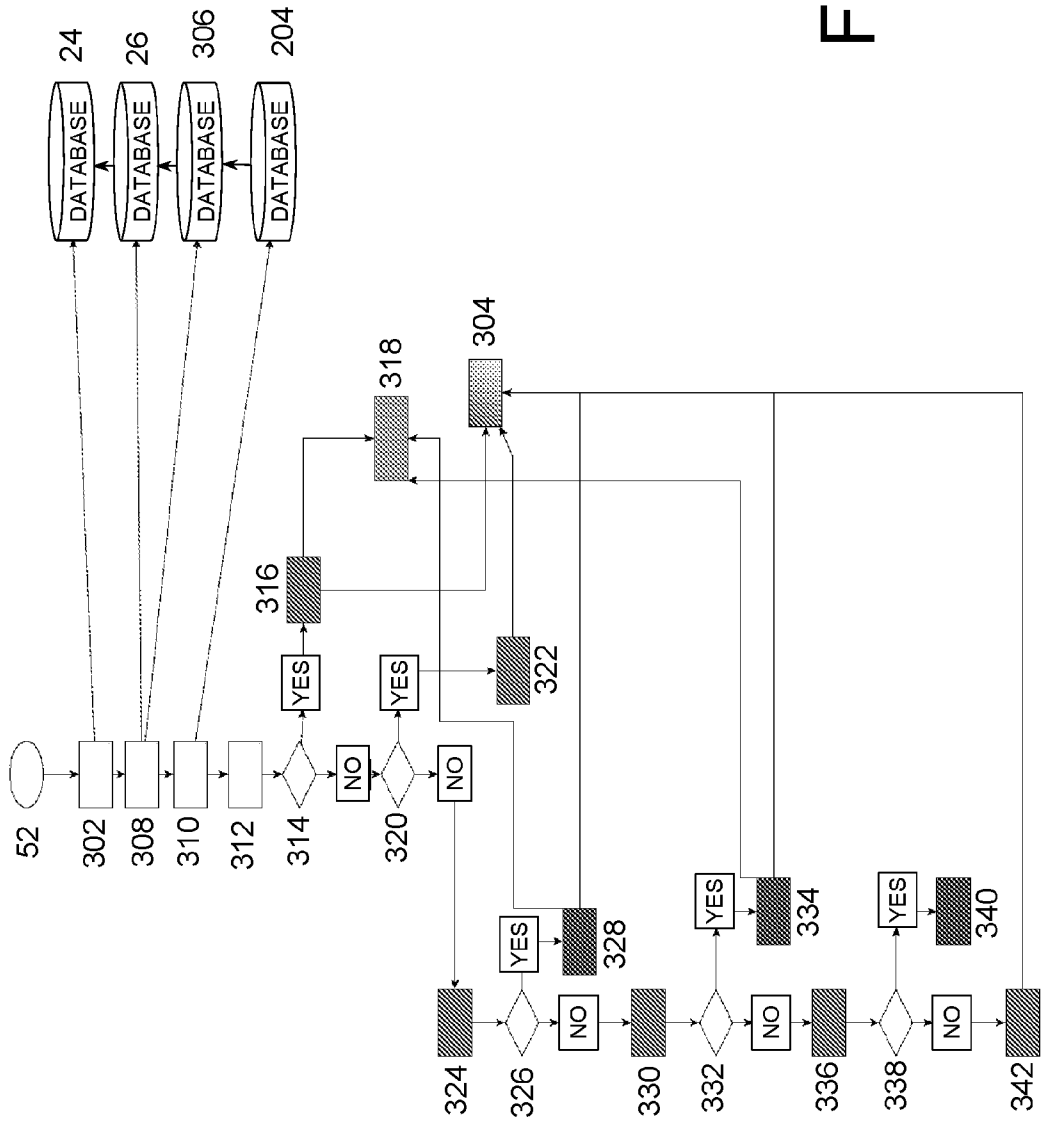 52
302
308
310
312
314
YES
316
318
304
NO
320
YES
322
NO
324
326
YES
328
NO
330
332
YES
334
NO
336
338
YES
340
NO
342
DATABASE
24
DATABASE
26
DATABASE
306
DATABASE
204
F